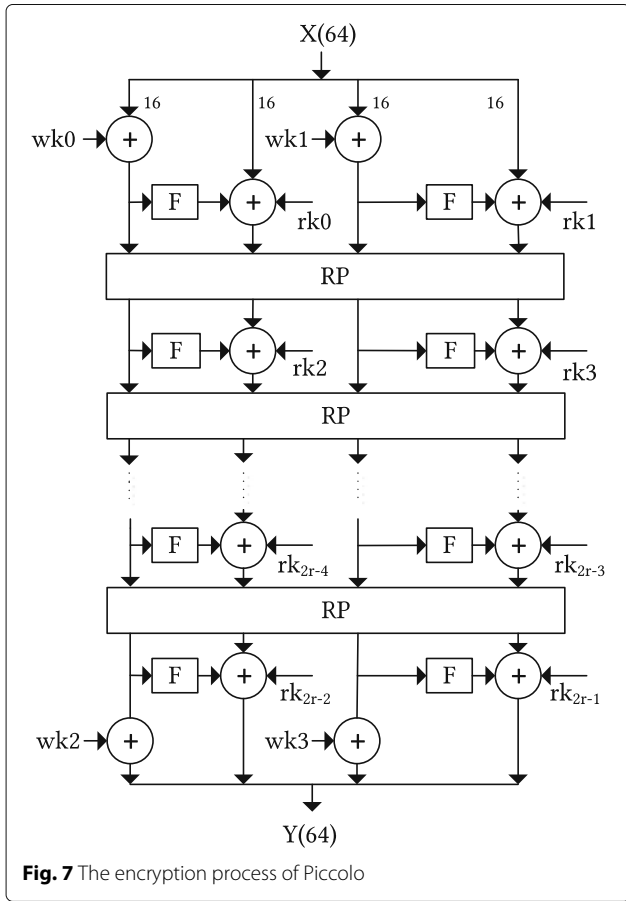 X(64)
16 16 16 16
wk0 + wk1 +
F + rk0 F + rk1
RP
F + rk2 F + rk3
RP
F + rk2r-4 F + rk2r-3
RP
F + rk2r-2 F + rk2r-1
wk2 + wk3 +
Y(64)
Fig. 7 The encryption process of Piccolo